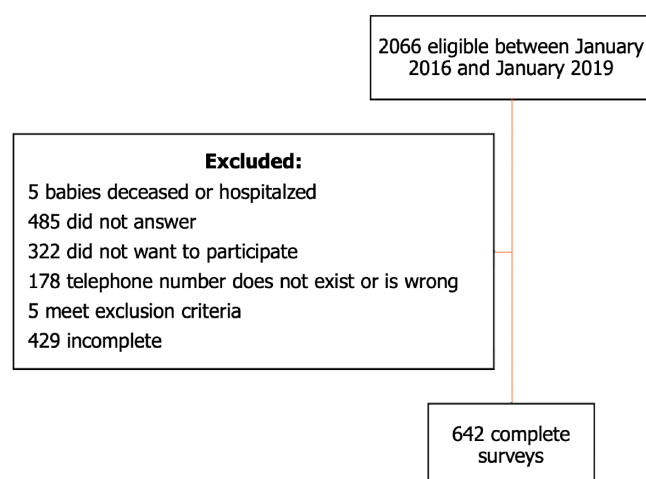 2066 eligible between January
2016 and January 2019
Excluded:
5 babies deceased or hospitalzed
485 did not answer
322 did not want to participate
178 telephone number does not exist or is wrong
5 meet exclusion criteria
429 incomplete
642 complete
surveys